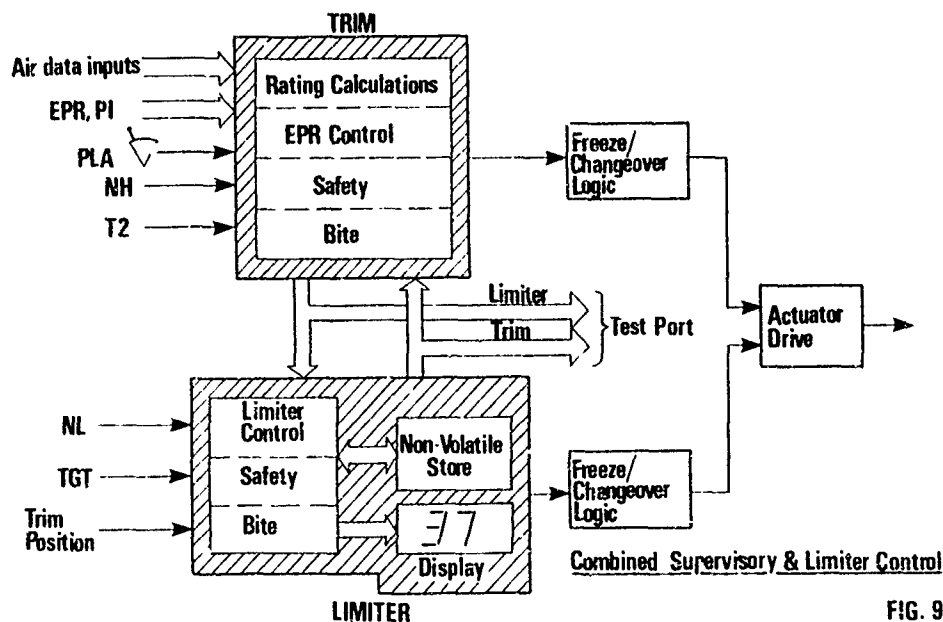 TRIM
Air data inputs
EPR, PI
PLA
NH
T2
Rating Calculations
EPR Control
Safety
Bite
Freeze/
Changeover
Logic
Limiter
Trim
Test Port
Actuator
Drive
NL
TGT
Trim
Position
Limiter
Control
Safety
Bite
Non-Volatile
Store
37
Display
Freeze/
Changeover
Logic
LIMITER
Combined Supervisory & Limiter Control
FIG. 9